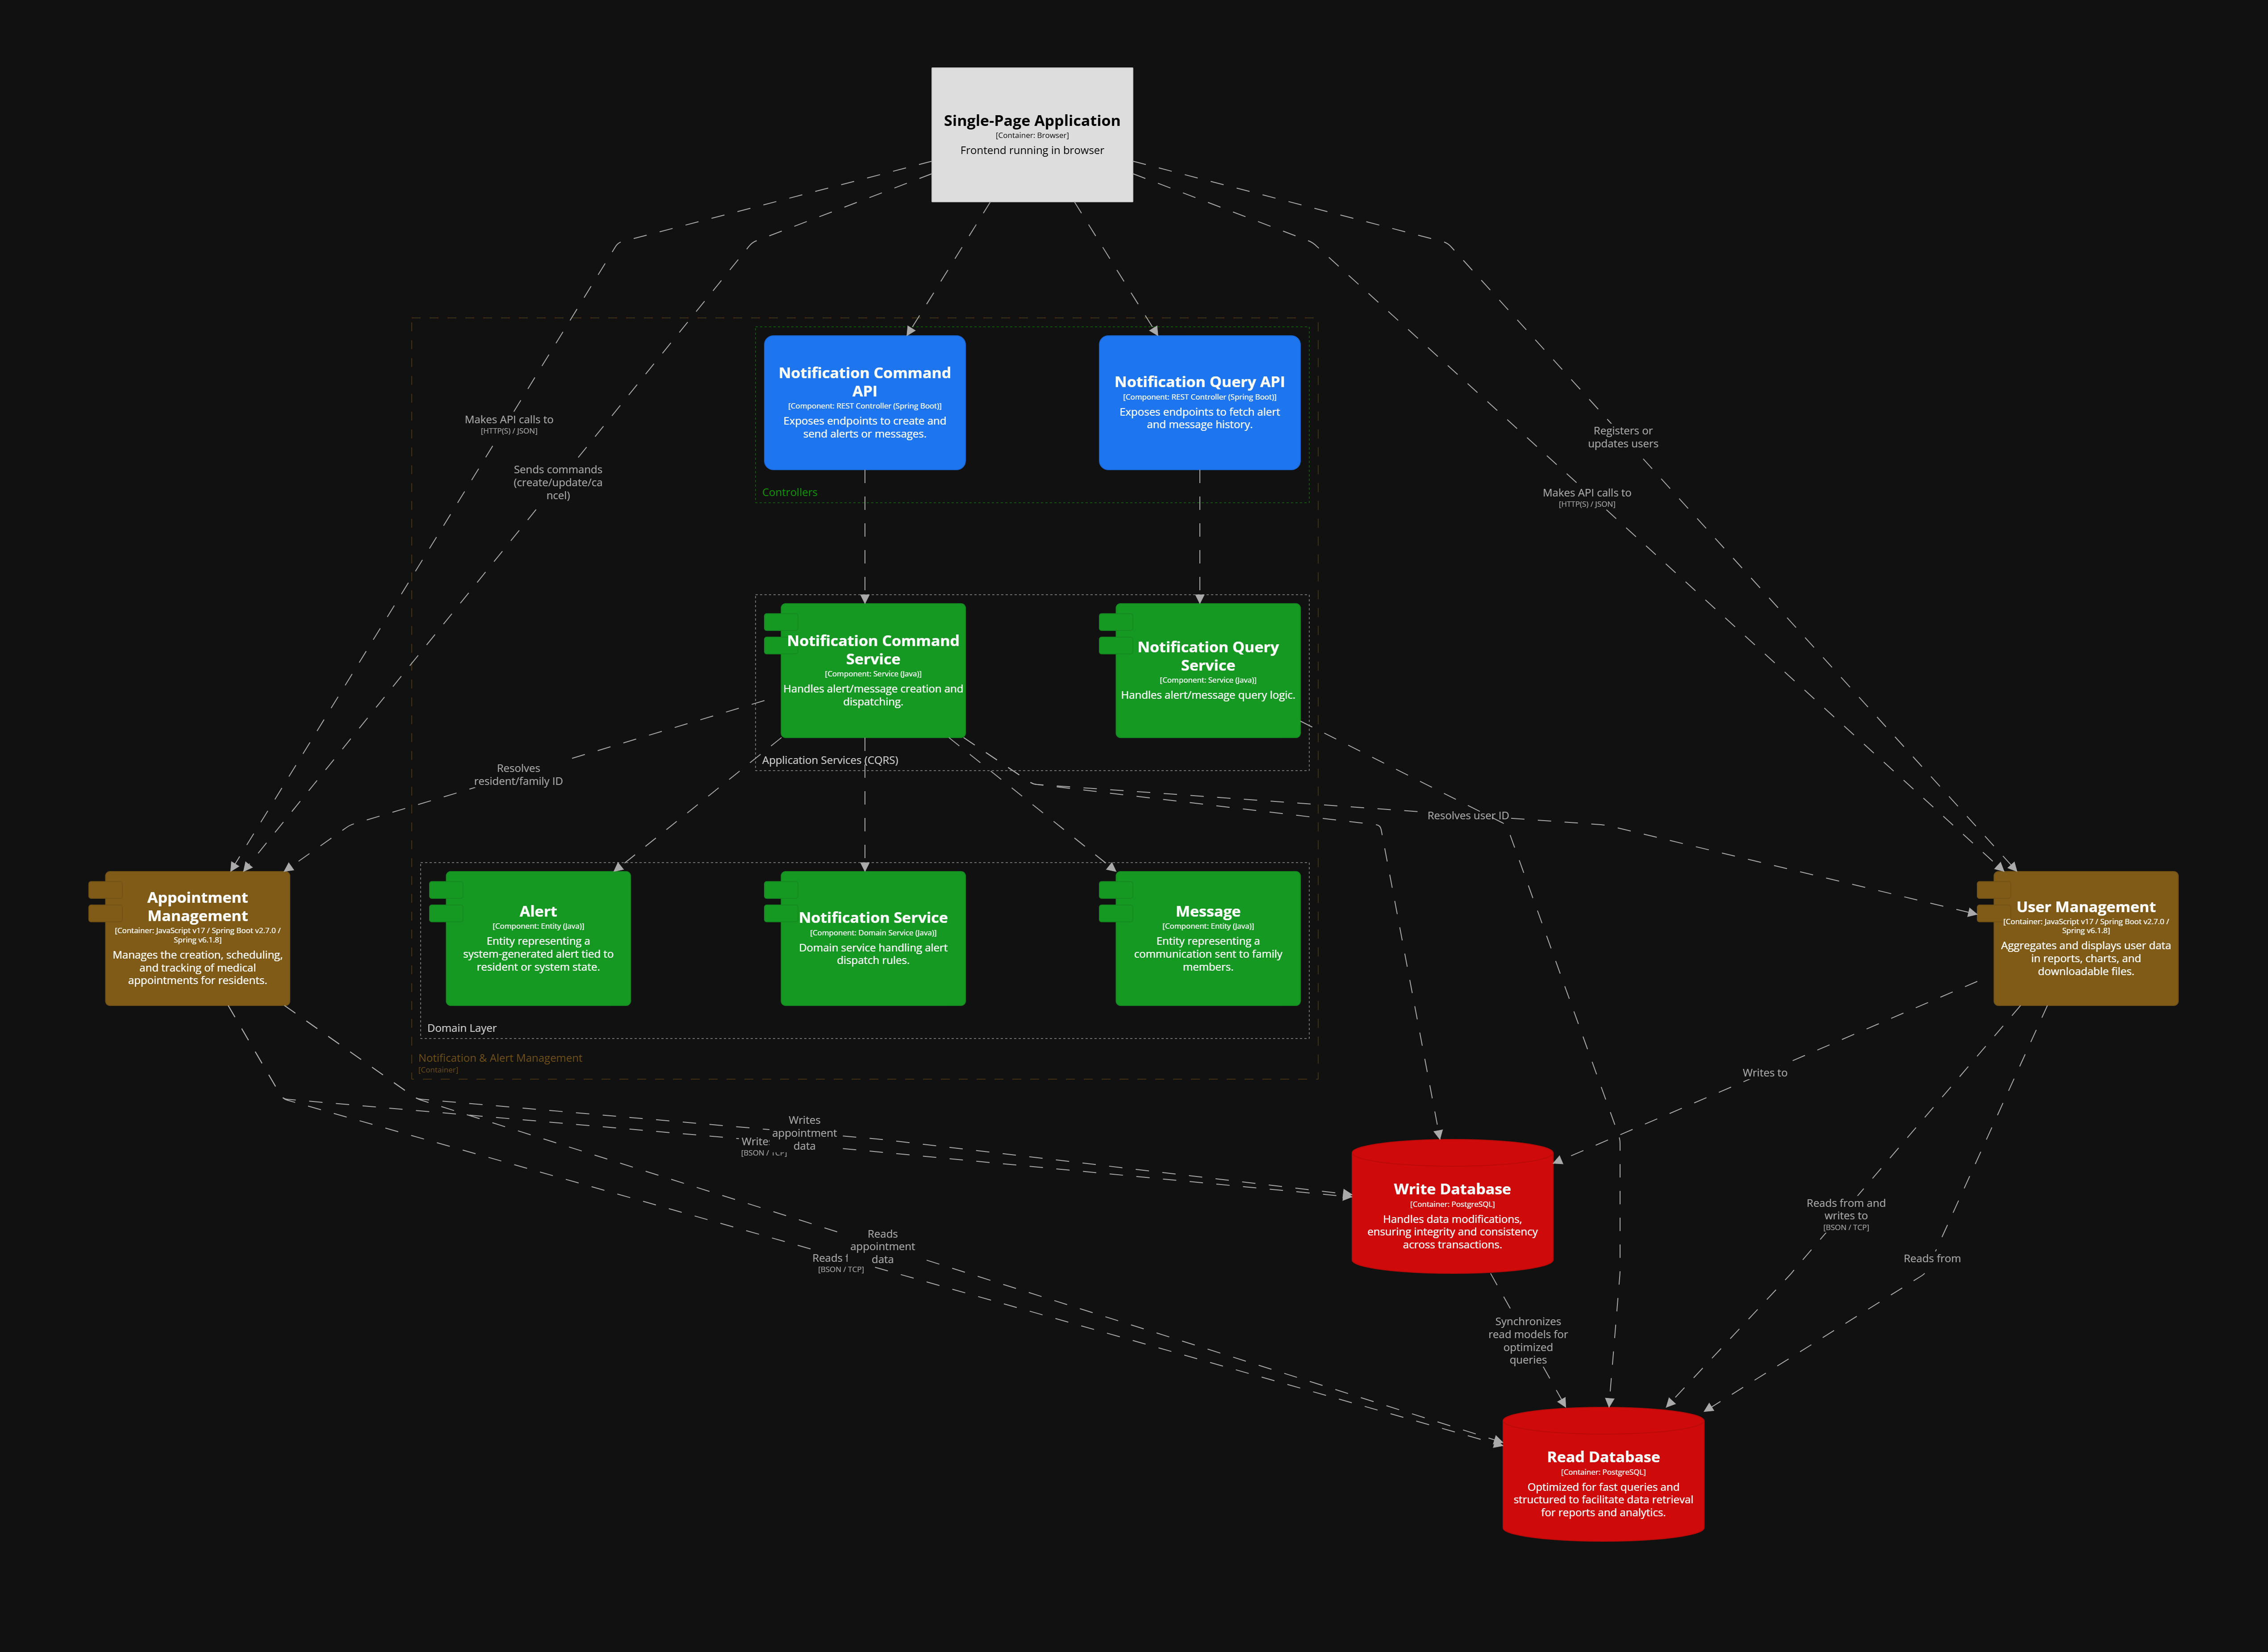 Single-Page Application
[Container: Browser]
Frontend running in browser
Notification Command
API
[Component: REST Controller (Spring Boot)]
Exposes endpoints to create and
send alerts or messages.
Notification Query API
[Component: REST Controller (Spring Boot)]
Exposes endpoints to fetch alert
and message history.
Controllers
Makes API calls to
[HTTP(S) / JSON]
Sends commands
(create/update/ca
ncel)
Registers or
updates users
Makes API calls to
[HTTP(S) / JSON]
Notification Command
Service
[Component: Service (Java)]
Handles alert/message creation and
dispatching.
Notification Query
Service
[Component: Service (Java)]
Handles alert/message query logic.
Application Services (CQRS)
Resolves
resident/family ID
Resolves user ID
Appointment
Management
[Container: JavaScript v17 / Spring Boot v2.7.0 /
Spring v6.1.8]
Manages the creation, scheduling,
and tracking of medical
appointments for residents.
Alert
[Component: Entity (Java)]
Entity representing a
system-generated alert tied to
resident or system state.
Notification Service
[Component: Domain Service (Java)]
Domain service handling alert
dispatch rules.
Message
[Component: Entity (Java)]
Entity representing a
communication sent to family
members.
User Management
[Container: JavaScript v17 / Spring Boot v2.7.0 /
Spring v6.1.8]
Aggregates and displays user data
in reports, charts, and
downloadable files.
Domain Layer
Notification & Alert Management
[Container]
Writes to
Writes
appointment
data
Write
[BSON / TCP]
Write Database
[Container: PostgreSQL]
Handles data modifications,
ensuring integrity and consistency
across transactions.
Reads from and
writes to
[BSON / TCP]
Reads from
Reads
appointment
data
Reads
[BSON / TCP]
Synchronizes
read models for
optimized
queries
Read Database
[Container: PostgreSQL]
Optimized for fast queries and
structured to facilitate data retrieval
for reports and analytics.